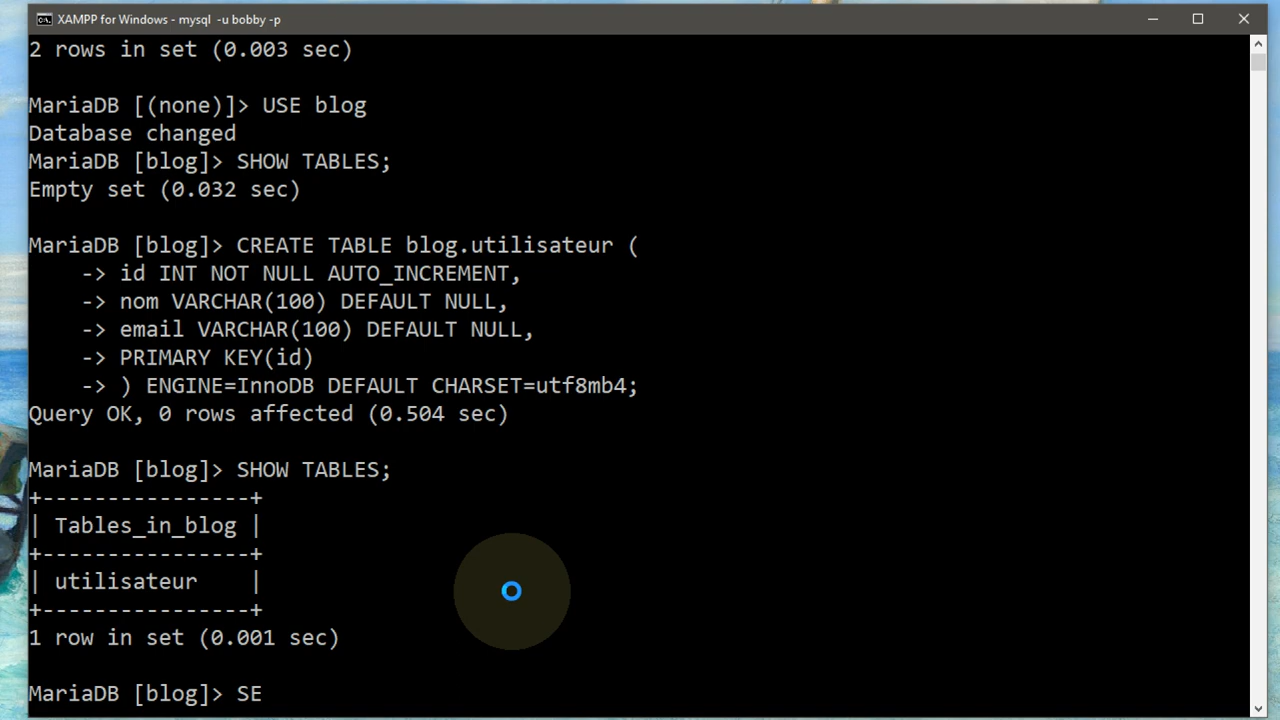 XAMPP for Windows - mysql  -u bobby -p
2 rows in set (0.003 sec)
MariaDB [(none)]> USE blog
Database changed
MariaDB [blog]> SHOW TABLES;
Empty set (0.032 sec)
MariaDB [blog]> CREATE TABLE blog.utilisateur (
    -> id INT NOT NULL AUTO_INCREMENT,
    -> nom VARCHAR(100) DEFAULT NULL,
    -> email VARCHAR(100) DEFAULT NULL,
    -> PRIMARY KEY(id)
    -> ) ENGINE=InnoDB DEFAULT CHARSET=utf8mb4;
Query OK, 0 rows affected (0.504 sec)
MariaDB [blog]> SHOW TABLES;
+----------------+
| Tables_in_blog |
+----------------+
| utilisateur    |
+----------------+
1 row in set (0.001 sec)
MariaDB [blog]> SE